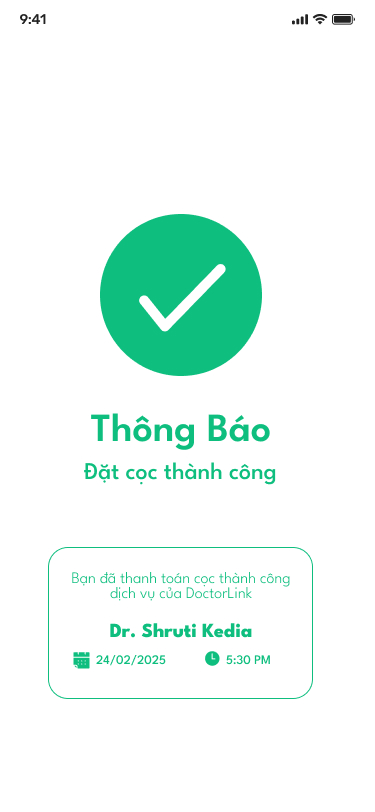 9:41
Thông Báo
Đặt cọc thành công
Bạn đã thanh toán cọc thành công
dịch vụ của DoctorLink
Dr. Shruti Kedia
24/02/2025 5:30 PM